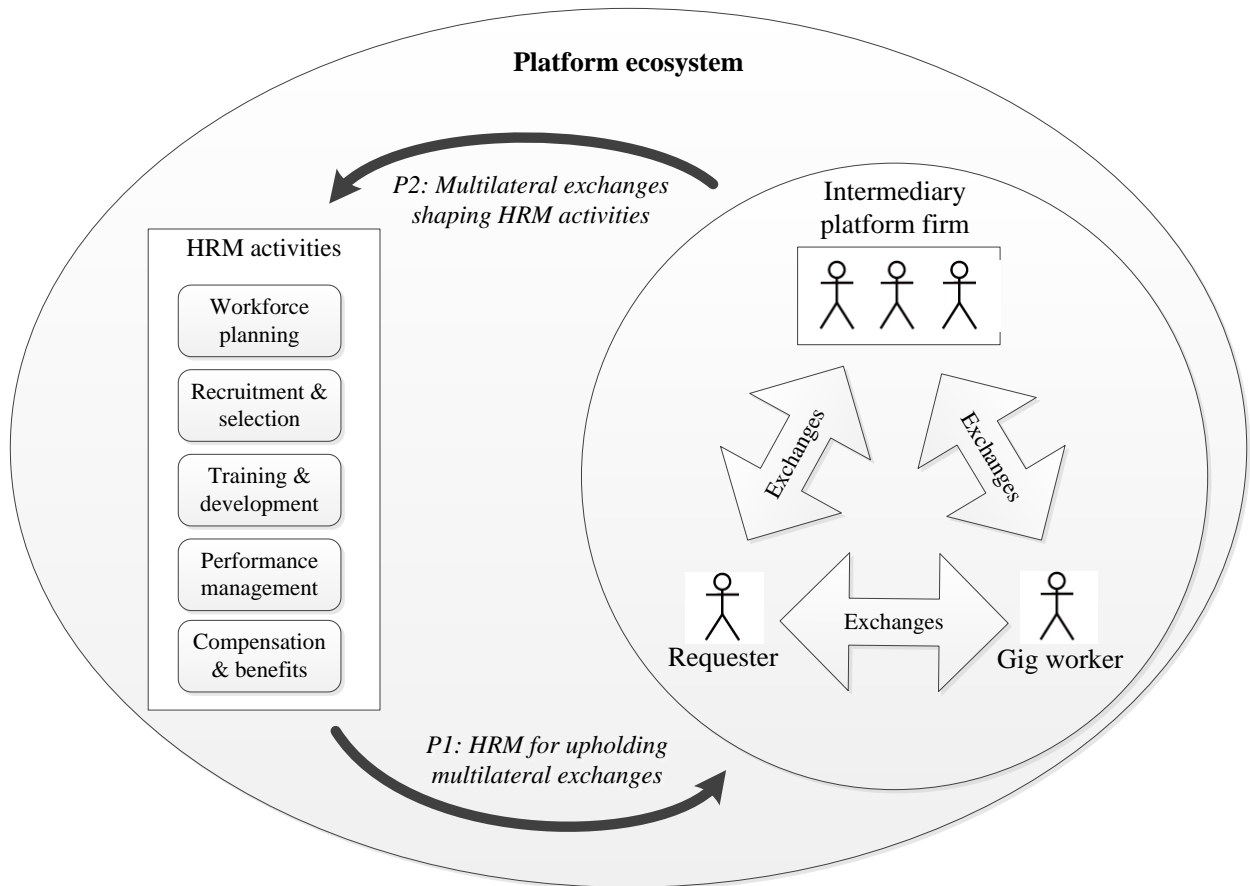 Platform ecosystem
P2: Multilateral exchanges
shaping HRM activities
HRM activities
Workforce
planning
Recruitment &
selection
Training &
development
Performance
management
Compensation
& benefits
P1: HRM for upholding
multilateral exchanges
Intermediary
platform firm
Exchanges
Exchanges
Exchanges
Requester
Gig worker